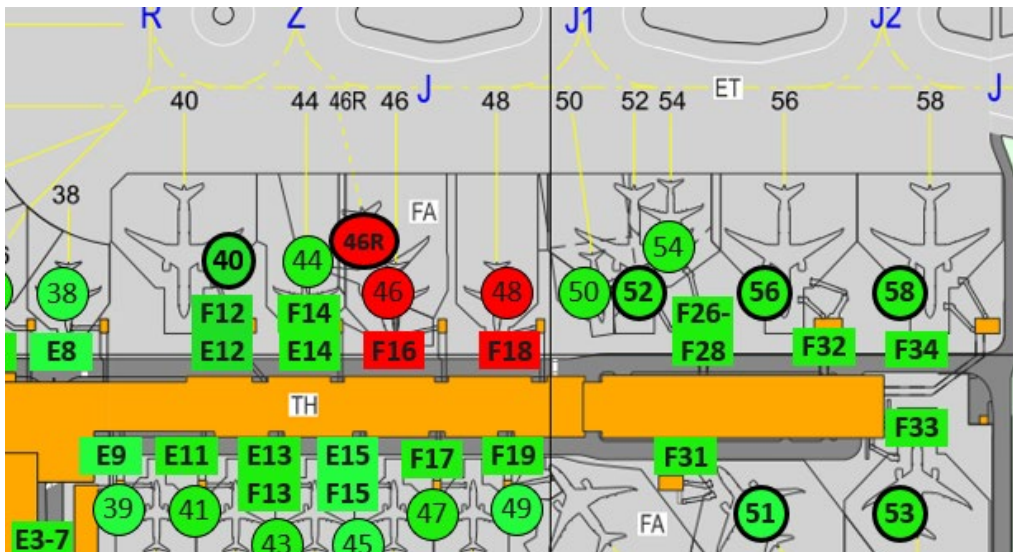 R Z J1 J2
J ET J
40 44 46R 46 48 50 52 54 56 58
38
FA
40 44 46R 54
38 46 48 50 52 56 58
F12 F14 F26-
E8 E12 E14 F16 F18 F28 F32 F34
TH
F33
E9 E11 E13 E15 F17 F19 F31
F13 F15
39 41 47 49 51 53
FA
E3-7 43 45